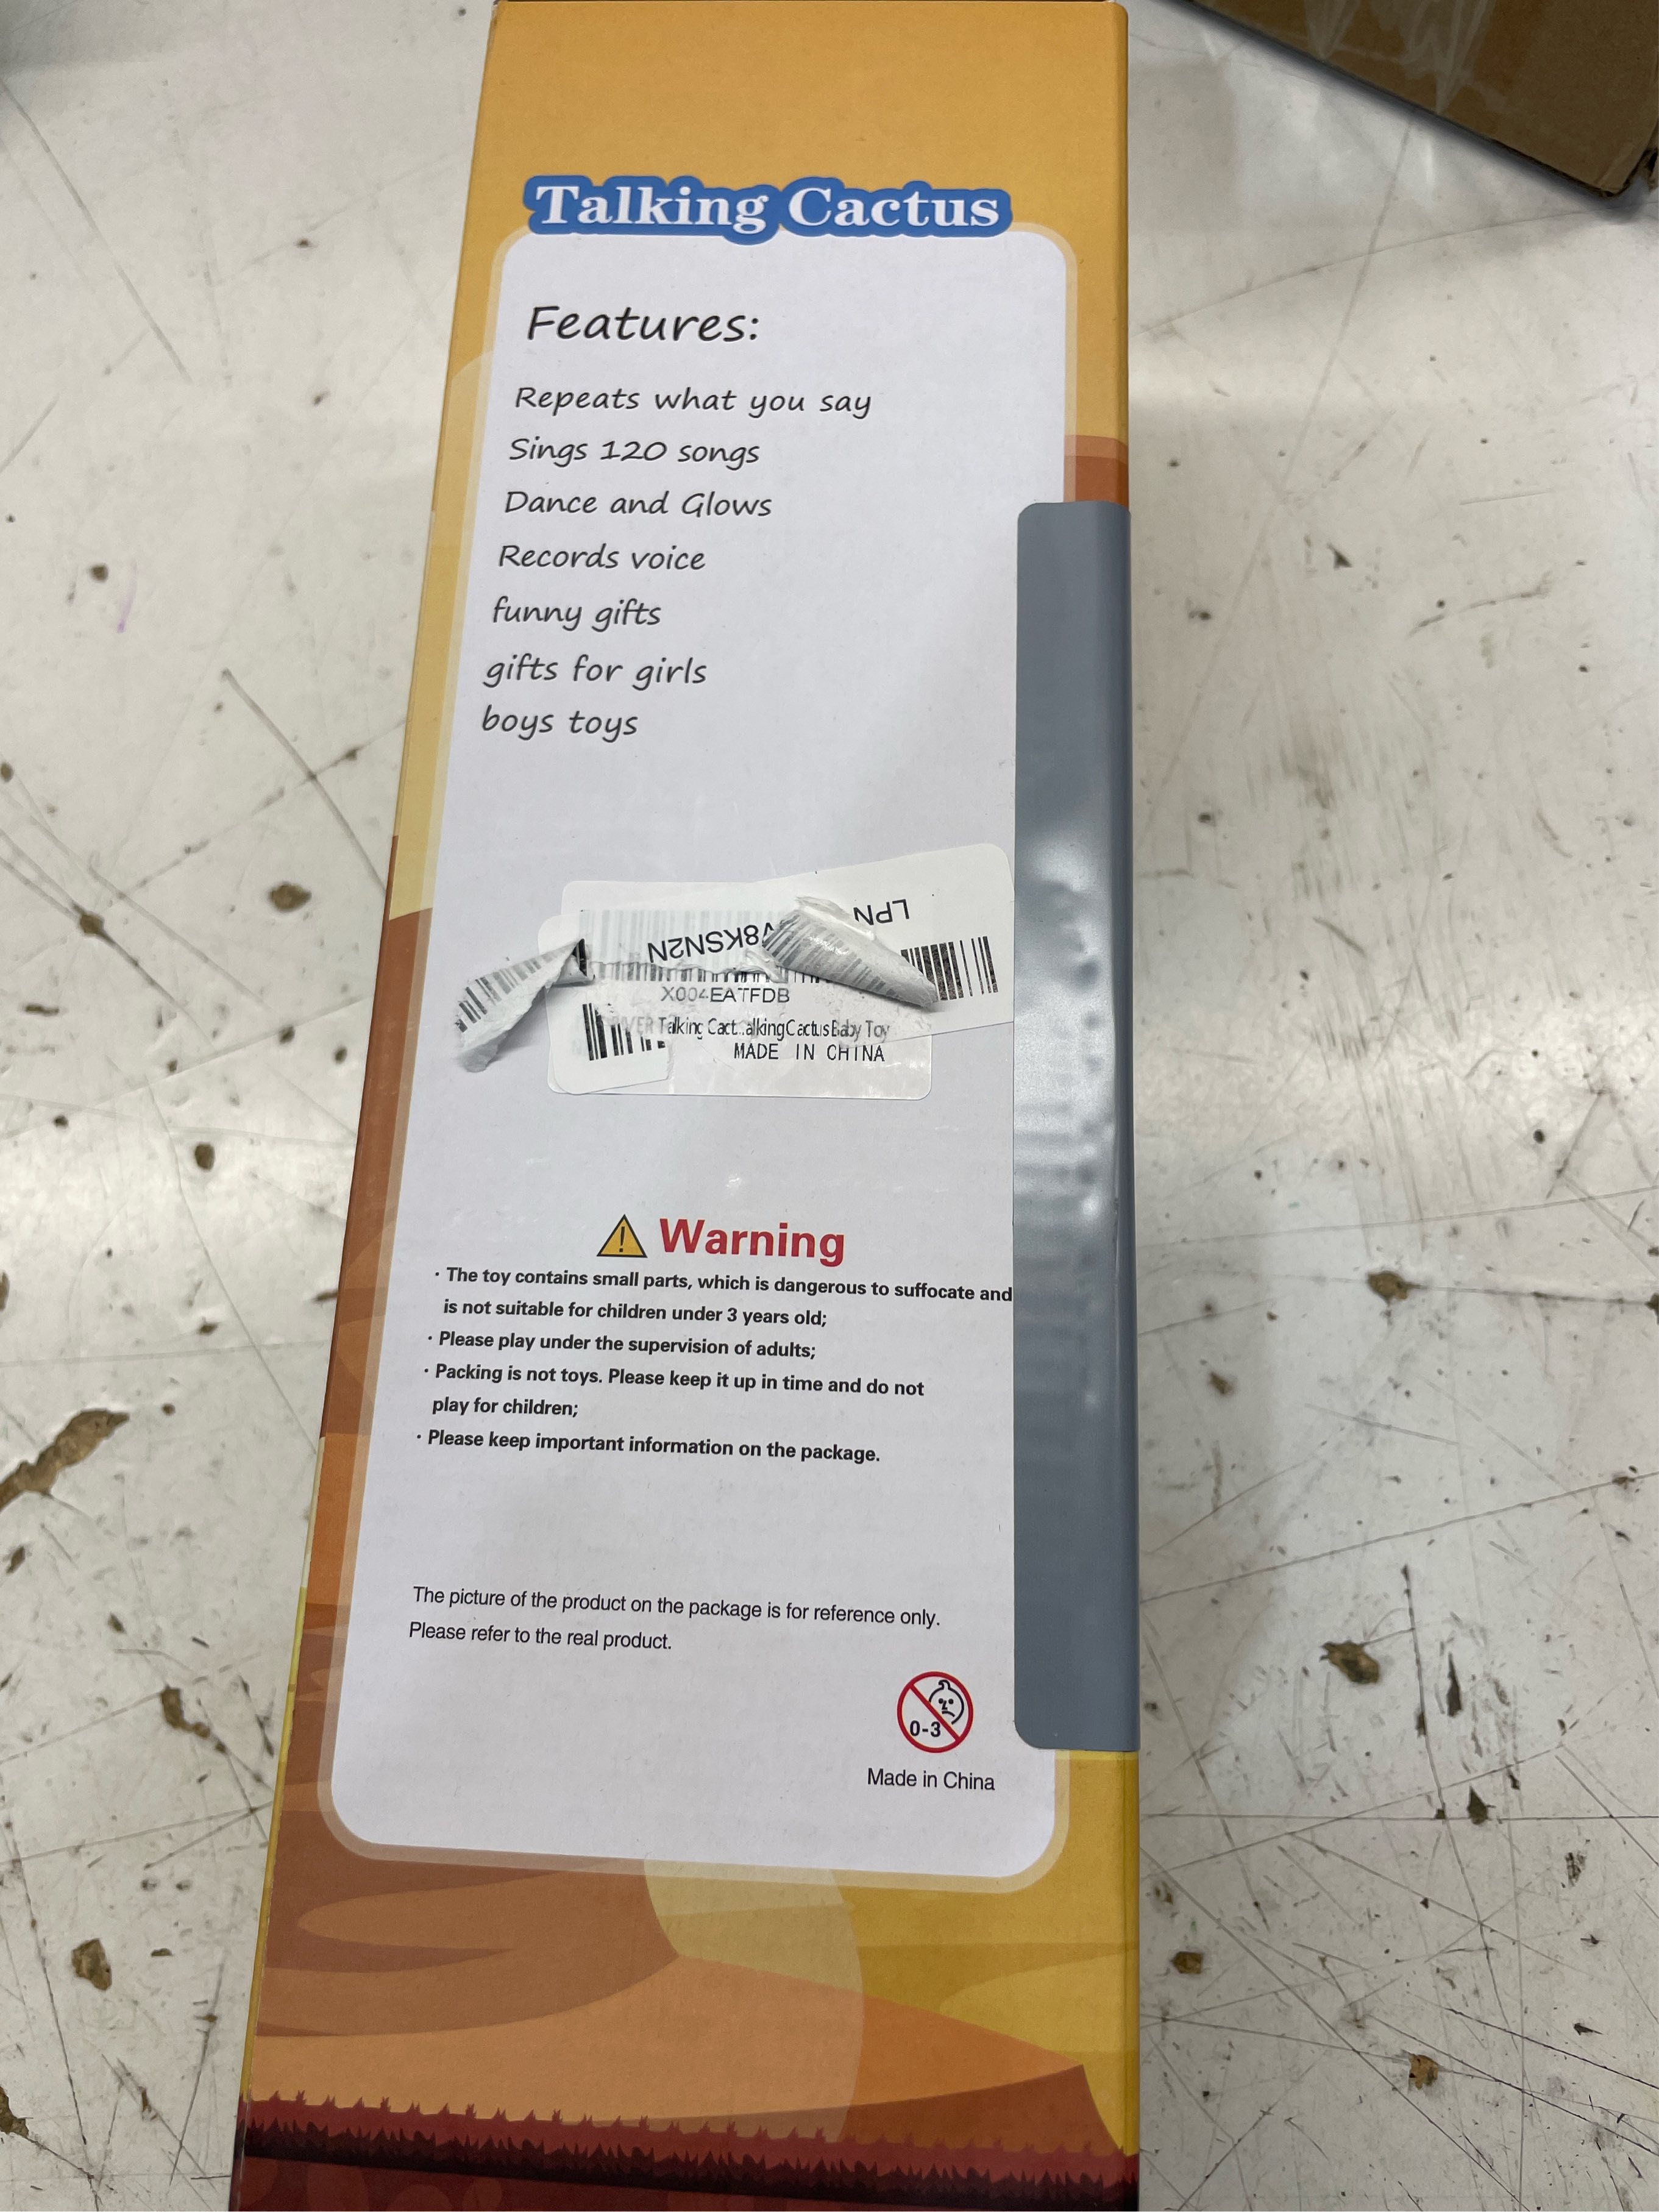 Talking Cactus
Features:
Repeats what you say
Sings 120 songs
Dance and Glows
Records voice
funny gifts
gifts for girls
boys toys
LPN
V8KSN2N
X004EATFDB
Talking Cact...alkingCactus Baby Toy
MADE IN CHINA
Warning
· The toy contains small parts, which is dangerous to suffocate and
is not suitable for children under 3 years old;
· Please play under the supervision of adults;
· Packing is not toys. Please keep it up in time and do not
play for children;
· Please keep important information on the package.
The picture of the product on the package is for reference only.
Please refer to the real product.
0-3
Made in China